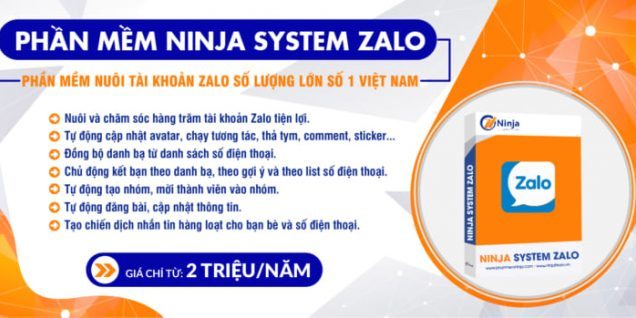 PHẦN MỀM NINJA SYSTEM ZALO
PHẦN MỀM NUÔI TÀI KHOẢN ZALO SỐ LƯỢNG LỚN SỐ 1 VIỆT NAM
Nuôi và chăm sóc hàng trăm tài khoản Zalo tiện lợi.
Tự động cập nhật avatar, chạy tương tác, thả tym, comment, sticker...
Đồng bộ danh bạ từ danh sách số điện thoại.
Chủ động kết bạn theo danh bạ, theo gợi ý và theo list số điện thoại.
Tự động tạo nhóm, mời thành viên vào nhóm.
Tự động đăng bài, cập nhật thông tin.
Tạo chiến dịch nhắn tin hàng loạt cho bạn bè và số điện thoại.
GIÁ CHỈ TỪ: 2 TRIỆU/NĂM
Ninja
Zalo
NINJA SYSTEM ZALO
NINJA SYSTEM ZALO